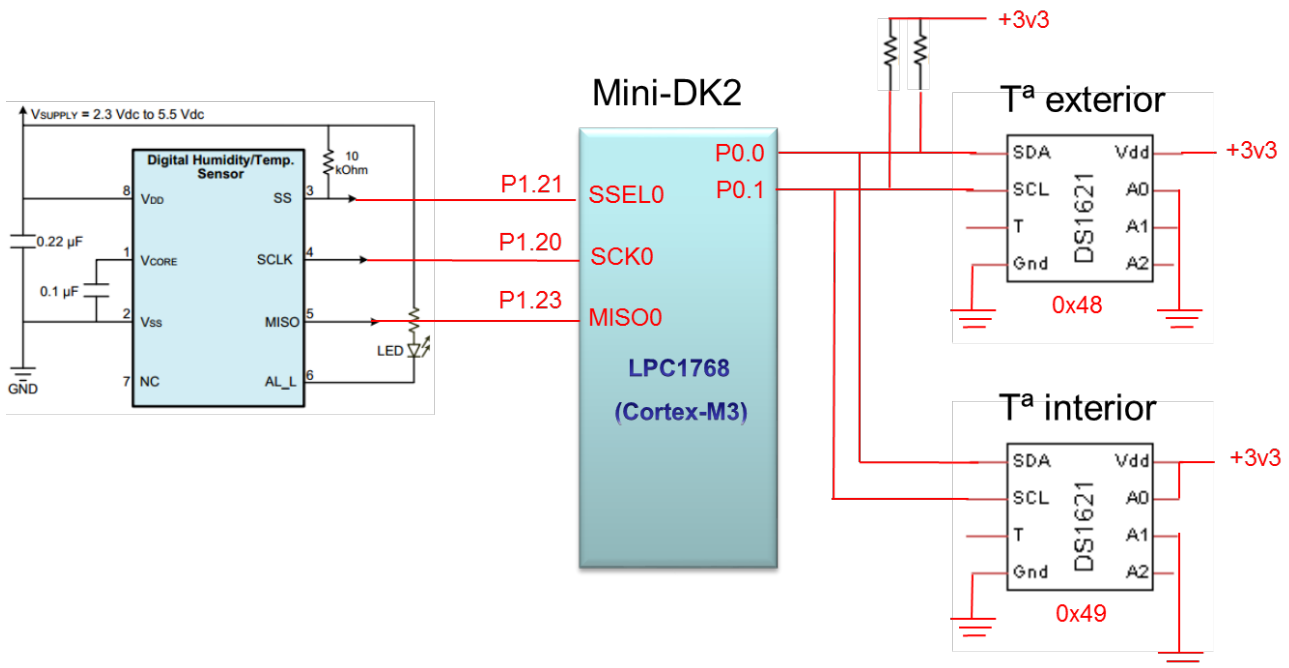 VSUPPLY = 2.3 Vdc to 5.5 Vdc
Digital Humidity/Temp.
Sensor
10
kOhm
8
VDD
SS
3
0.22 µF
1
VCORE
SCLK
4
0.1 µF
2
VSS
MISO
5
LED
7
NC
AL_L
6
GND
P1.21
P1.20
P1.23
Mini-DK2
P0.0
P0.1
SSEL0
SCK0
MISO0
LPC1768
(Cortex-M3)
+3v3
Tª exterior
SDA
Vdd
+3v3
SCL
A0
T
A1
Gnd
A2
DS1621
0x48
Tª interior
SDA
Vdd
+3v3
SCL
A0
T
A1
Gnd
A2
DS1621
0x49